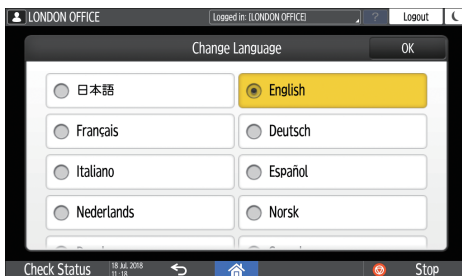 LONDON OFFICE Logged in: [LONDON OFFICE] ? Logout
Change Language OK
日本語 English
Français Deutsch
Italiano Español
Nederlands Norsk
Check Status 18 Jul. 2018 Stop
11:18